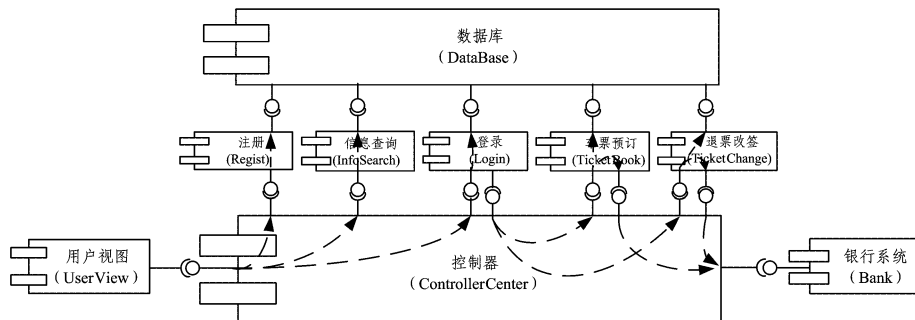 数据库
(DataBase)
注册
(Regist)
信息查询
(InfoSearch)
登录
(Login)
车票预订
(TicketBook)
退票改签
(TicketChange)
用户视图
(UserView)
控制器
(ControllerCenter)
银行系统
(Bank)